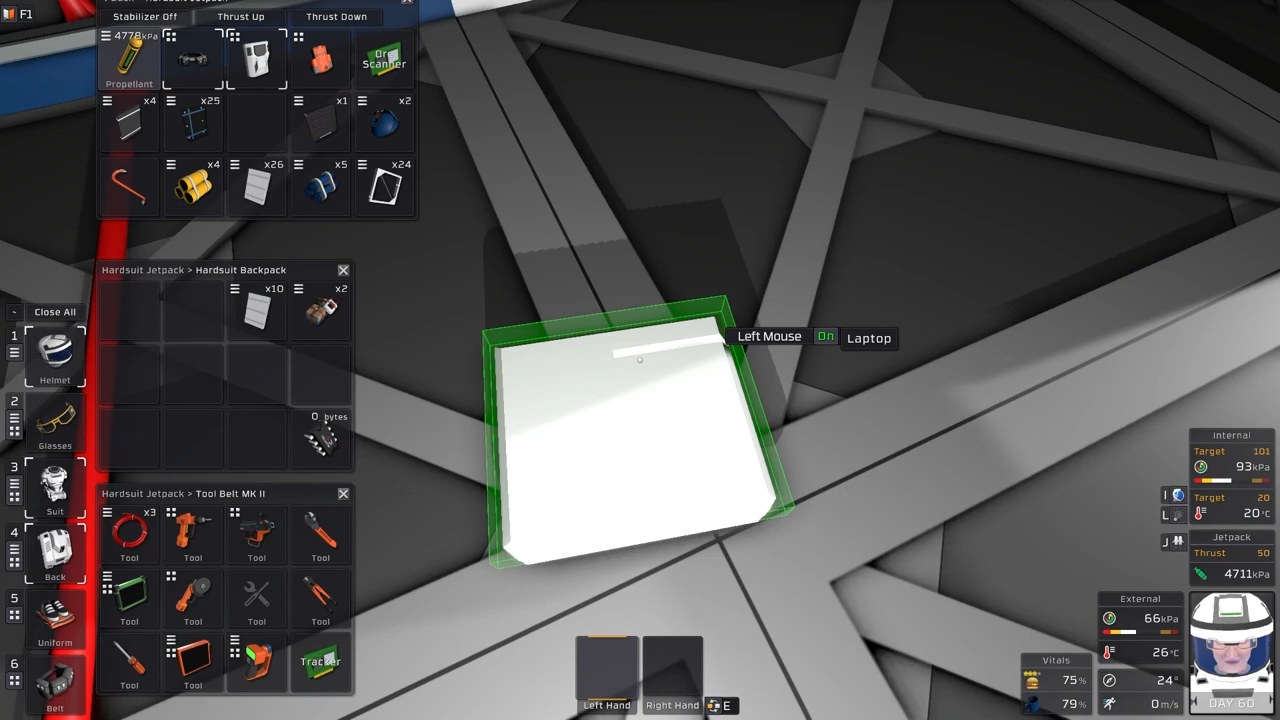 F1
Stabilizer Off
Thrust Up
Thrust Down
4778kPa
Propellant
Ore Scanner
x4
x25
x1
x2
x4
x26
x5
x24
Hardsuit Jetpack > Hardsuit Backpack
x10
x2
0 bytes
Hardsuit Jetpack > Tool Belt MK II
x3
Tool
Tool
Tool
Tool
Tool
Tool
Tool
Tool
Tool
Tool
Tracker
-
Close All
1
Helmet
2
Glasses
3
Suit
4
Back
5
Uniform
6
Belt
Left Mouse
On
Laptop
Left Hand
Right Hand
E
Internal
Target 101
93kPa
Target 20
20°C
I
L
J
Jetpack
Thrust 50
4711kPa
External
66kPa
26°C
24°
0m/s
Vitals
75%
79%
DAY 60